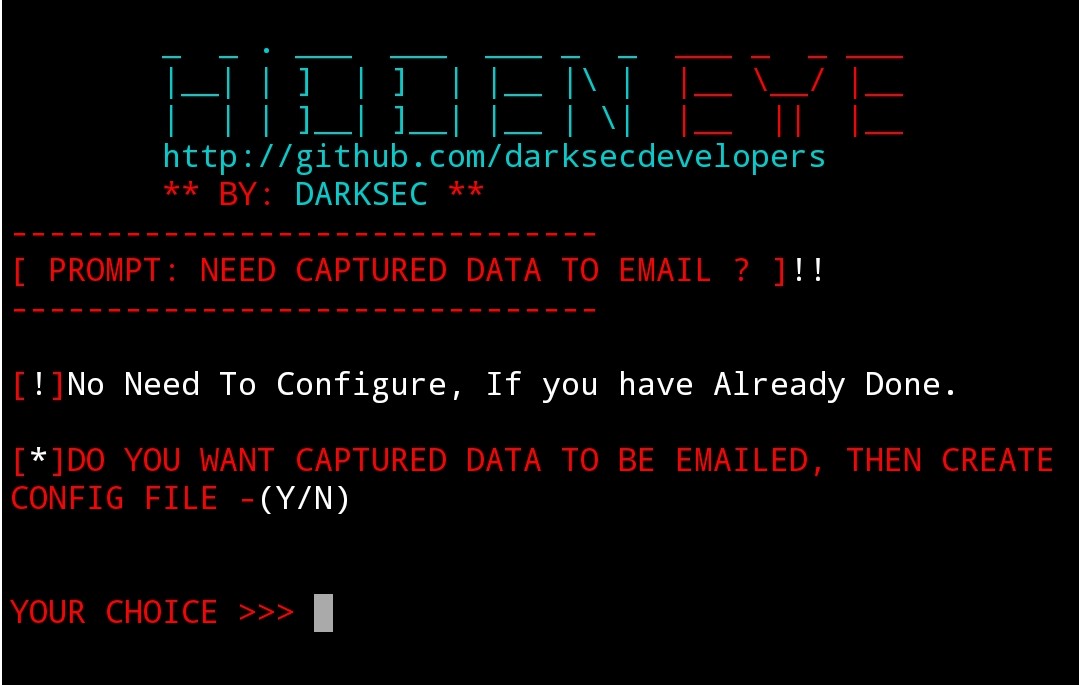 HiDDEN EYE
http://github.com/darksecdevelopers
** BY: DARKSEC **
-------------------------------
[ PROMPT: NEED CAPTURED DATA TO EMAIL ? ]!!
-------------------------------
[!]No Need To Configure, If you have Already Done.
[*]DO YOU WANT CAPTURED DATA TO BE EMAILED, THEN CREATE
CONFIG FILE -(Y/N)
YOUR CHOICE >>>